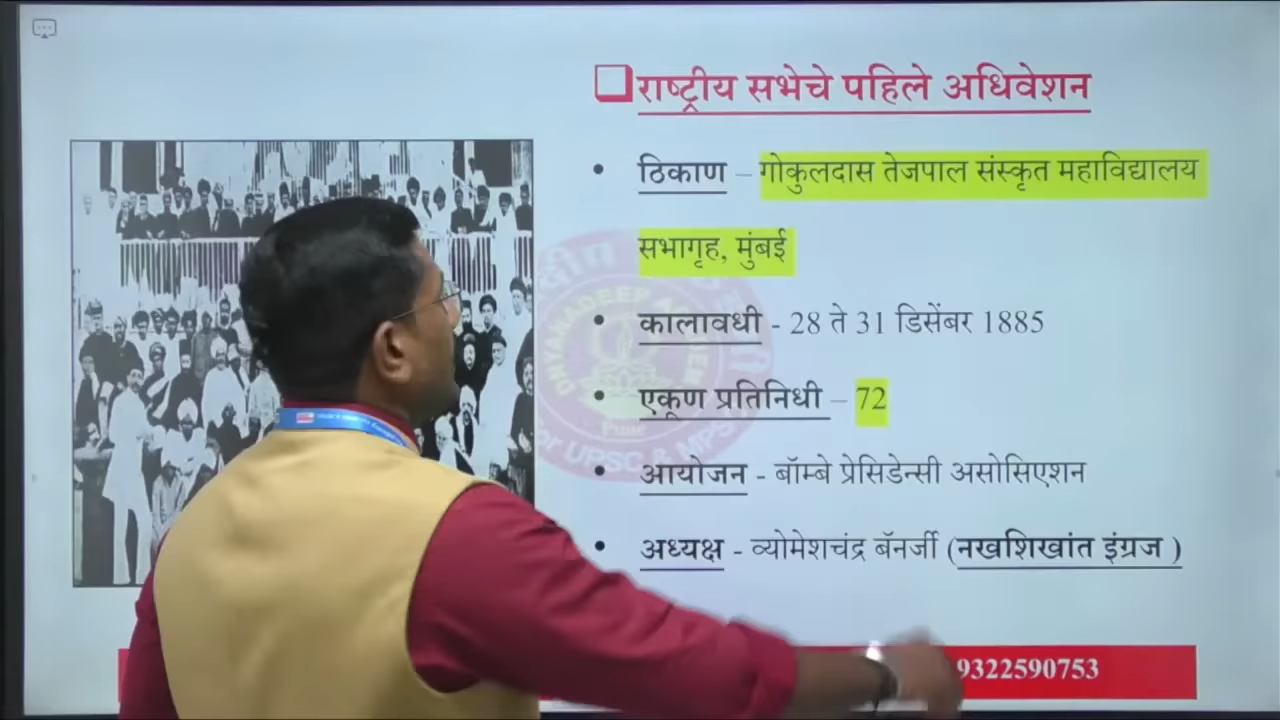 राष्ट्रीय सभेचे पहिले अधिवेशन
• ठिकाण – गोकुलदास तेजपाल संस्कृत महाविद्यालय
सभागृह, मुंबई
• कालावधी - 28 ते 31 डिसेंबर 1885
• एकूण प्रतिनिधी – 72
• आयोजन - बॉम्बे प्रेसिडेन्सी असोसिएशन
• अध्यक्ष - व्योमेशचंद्र बॅनर्जी (नखशिखांत इंग्रज )
9322590753